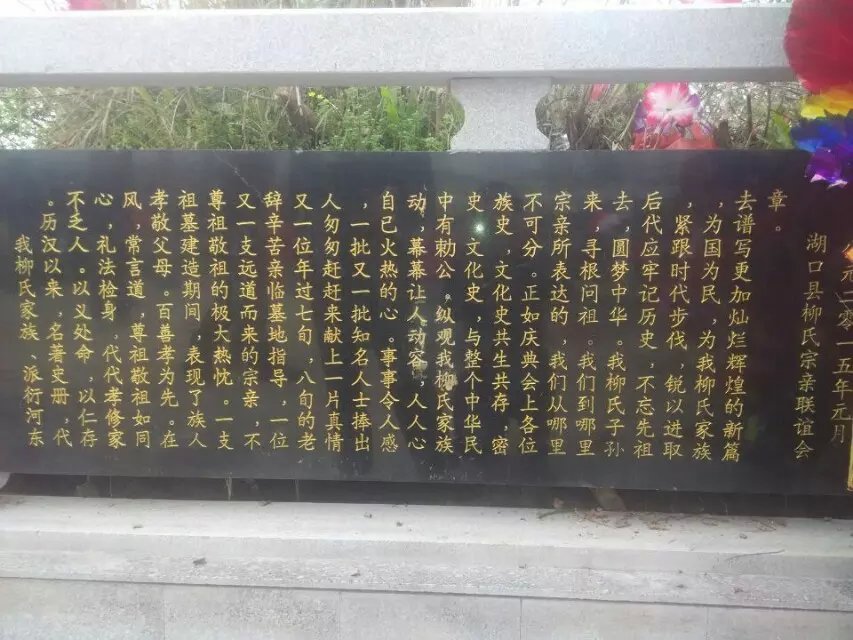 我柳氏家族、派衍河东
。历汉以来,名著史册,代
不乏人。以义处命,以仁存
心,礼法检身,代代孝修家
风,常言道,尊祖敬祖如同
孝敬父母。百善孝为先。在
祖墓建造期间,表现了族人
尊祖敬祖的极大热忱。一支
又一支远道而来的宗亲,不
辞辛苦亲临墓地指导,一位
又一位年过七旬,八旬的老
人匆匆赶赶来献上一片真情
,一批又一批知名人士捧出
自己火热的心。事事令人感
动,幕幕让人动容,人人心
中有勅公。纵观我柳氏家族
史,文化史,与整个中华民
族史,文化史共生共存 密
不可分。正如庆典会上各位
宗亲所表达的,我们从哪里
来,寻根问祖。我们到哪里
去,圆梦中华。我柳氏子孙
后代应牢记历史,不忘先祖
,紧跟时代步伐,锐以进取
,为国为民,为我柳氏家族
去谱写更加灿烂辉煌的新篇
章。
湖口县柳氏宗亲联谊会
元二零一五年元月